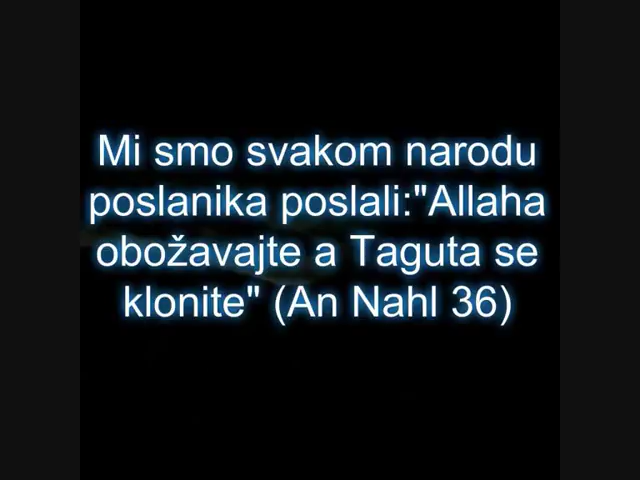 Mi smo svakom narodu
poslanika poslali:"Allaha
obožavajte a Taguta se
klonite" (An Nahl 36)